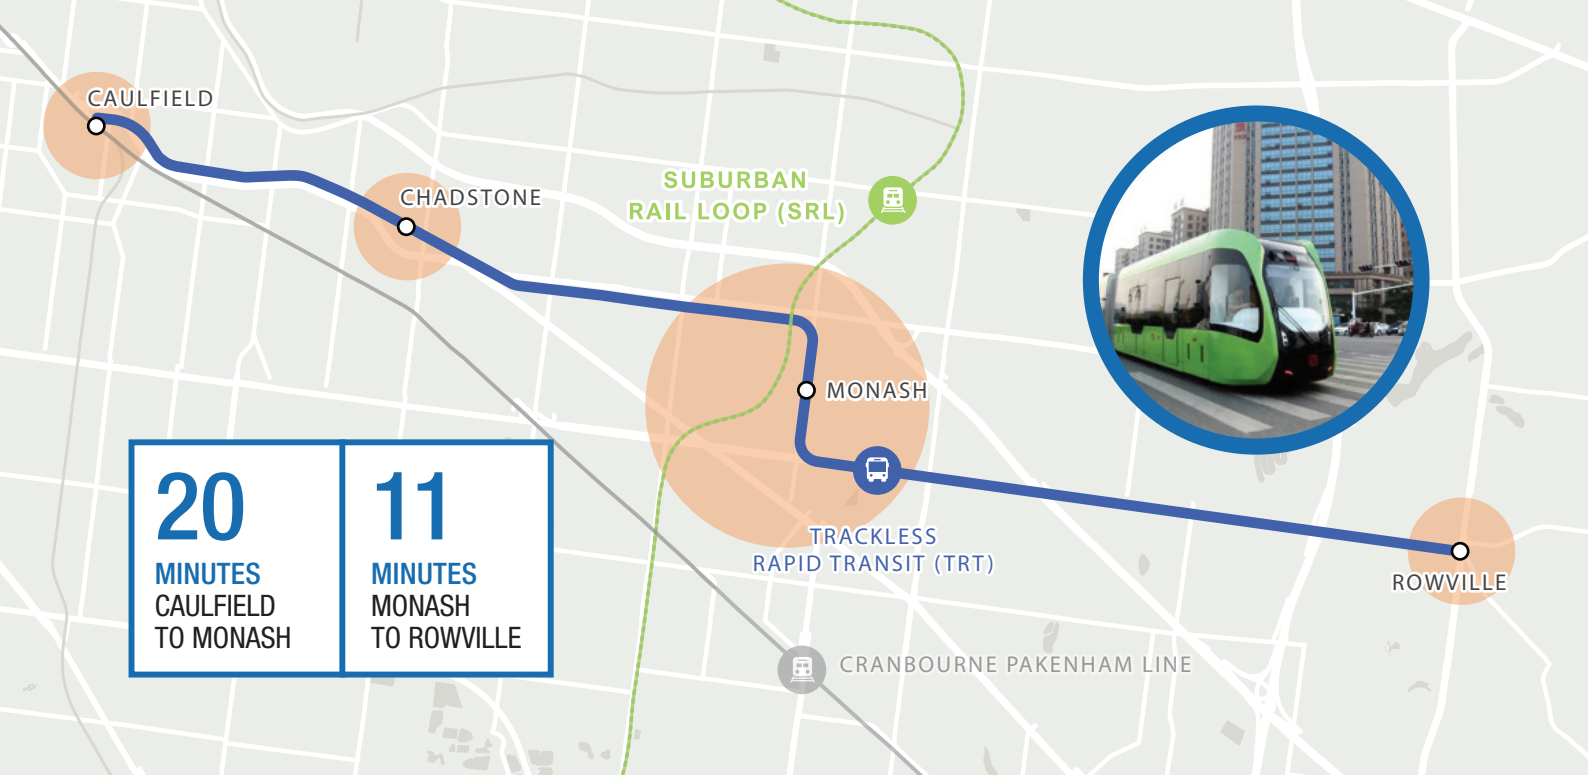 CAULFIELD
CHADSTONE
SUBURBAN
RAIL LOOP (SRL)
MONASH
TRACKLESS
RAPID TRANSIT (TRT)
ROWVILLE
20
MINUTES
CAULFIELD
TO MONASH
11
MINUTES
MONASH
TO ROWVILLE
CRANBOURNE PAKENHAM LINE